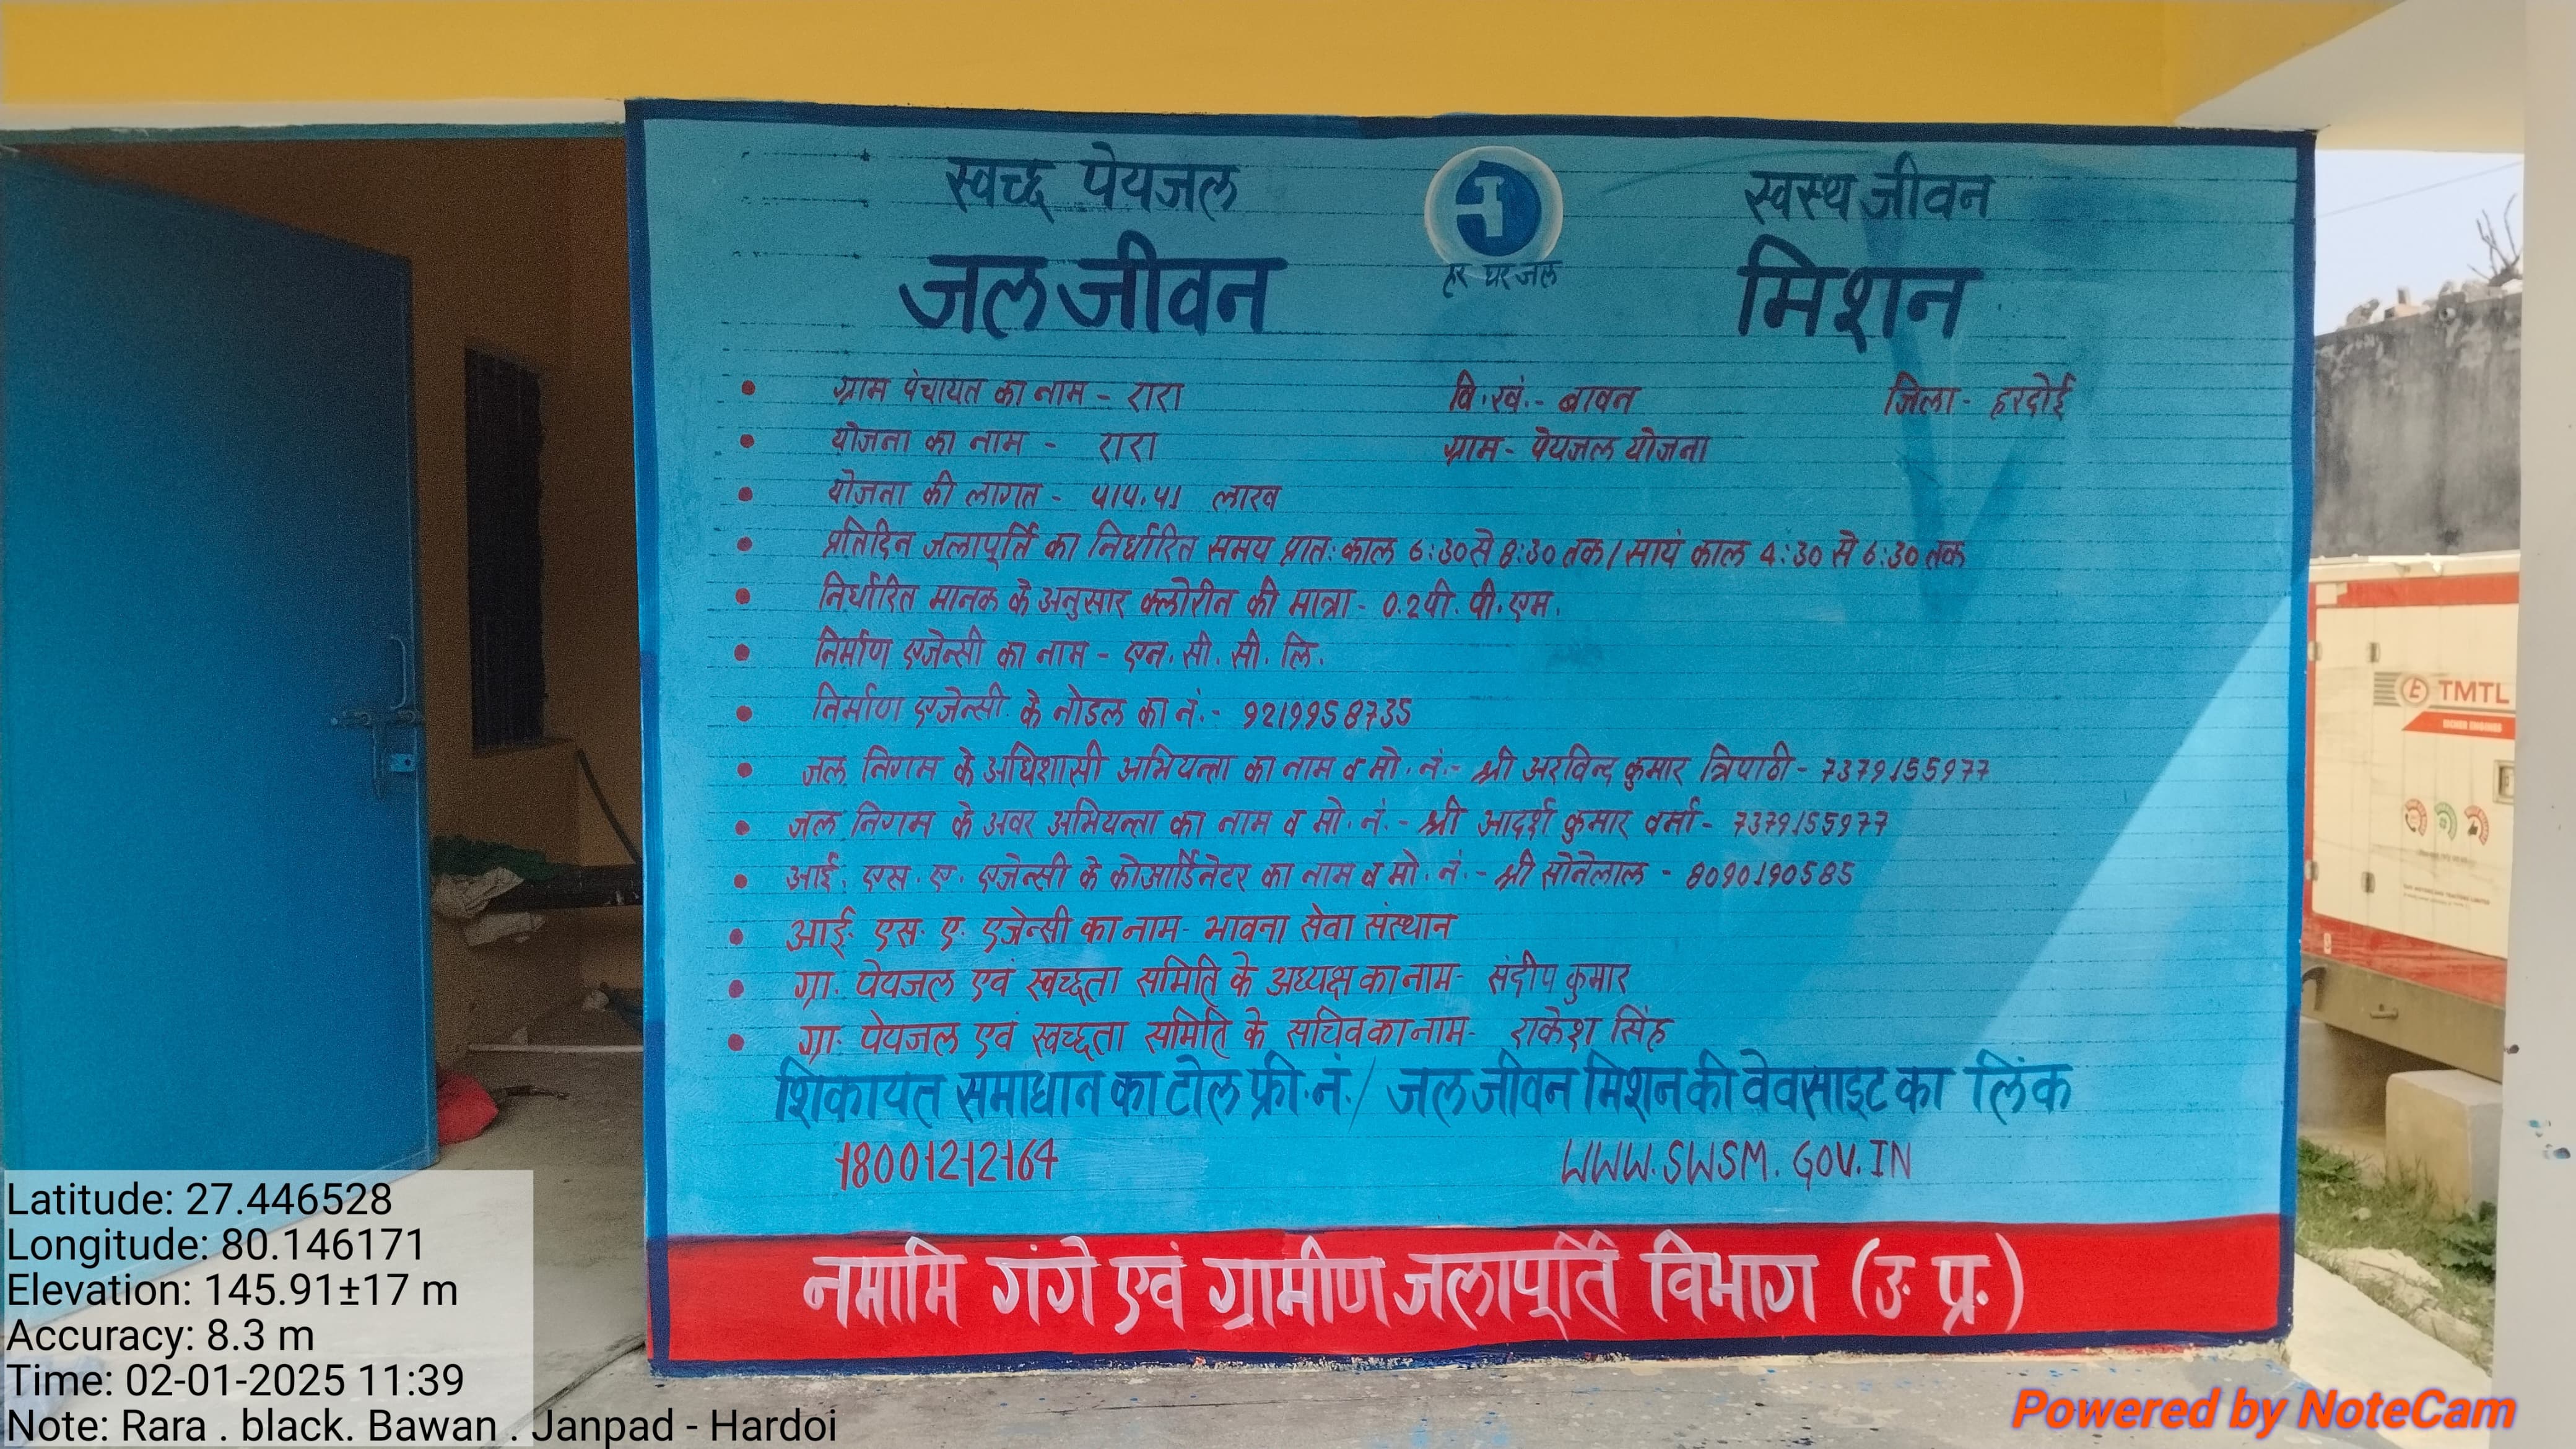 स्वच्छ पेयजल
स्वस्थ जीवन
हर घर जल
जल जीवन मिशन
• ग्राम पंचायत का नाम - रारा वि.खं.- बावन जिला - हरदोई
• योजना का नाम - रारा ग्राम- पेयजल योजना
• योजना की लागत - लाख
• प्रतिदिन जलापूर्ति का निर्धारित समय प्रात: काल 6:30 से 8:30 तक / सायं काल 4:30 से 6:30 तक
• निर्धारित मानक के अनुसार क्लोरीन की मात्रा - 0.2 पी. पी. एम.
• निर्माण एजेन्सी का नाम - एन. सी. सी. लि.
• निर्माण एजेन्सी के नोडल का नं.- 9219958735
• जल निगम के अधिशासी अभियन्ता का नाम व मो. नं.- श्री अरविन्द कुमार त्रिपाठी - 7379155977
• जल निगम के अवर अभियन्ता का नाम व मो. नं.- श्री आदर्श कुमार वर्मा - 7379155977
• आई. एस. ए. एजेन्सी के कोआर्डिनेटर का नाम व मो. नं.- श्री सोनेलाल - 8090190585
• आई. एस. ए. एजेन्सी का नाम- भावना सेवा संस्थान
• ग्रा. पेयजल एवं स्वच्छता समिति के अध्यक्ष का नाम- संदीप कुमार
• ग्रा. पेयजल एवं स्वच्छता समिति के सचिव का नाम- राकेश सिंह
शिकायत समाधान का टोल फ्री. नं. / जल जीवन मिशन की वेवसाइट का लिंक
18001212164 WWW.SWSM.GOV.IN
नमामि गंगे एवं ग्रामीण जलापूर्ति विभाग (उ. प्र.)
TMTL
Latitude: 27.446528
Longitude: 80.146171
Elevation: 145.91±17 m
Accuracy: 8.3 m
Time: 02-01-2025 11:39
Note: Rara . black. Bawan . Janpad - Hardoi
Powered by NoteCam